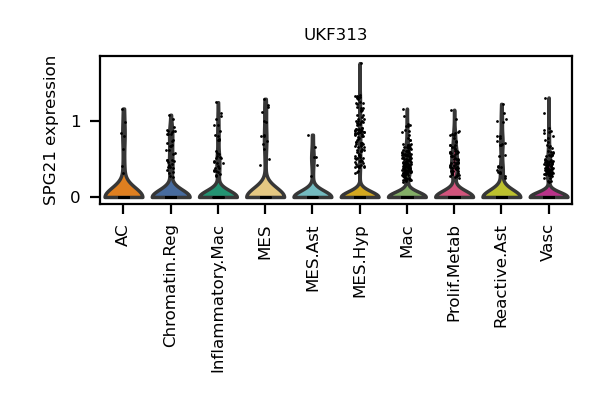 UKF313
SPG21 expression
1
0
AC
Chromatin.Reg
Inflammatory.Mac
MES
MES.Ast
MES.Hyp
Mac
Prolif.Metab
Reactive.Ast
Vasc